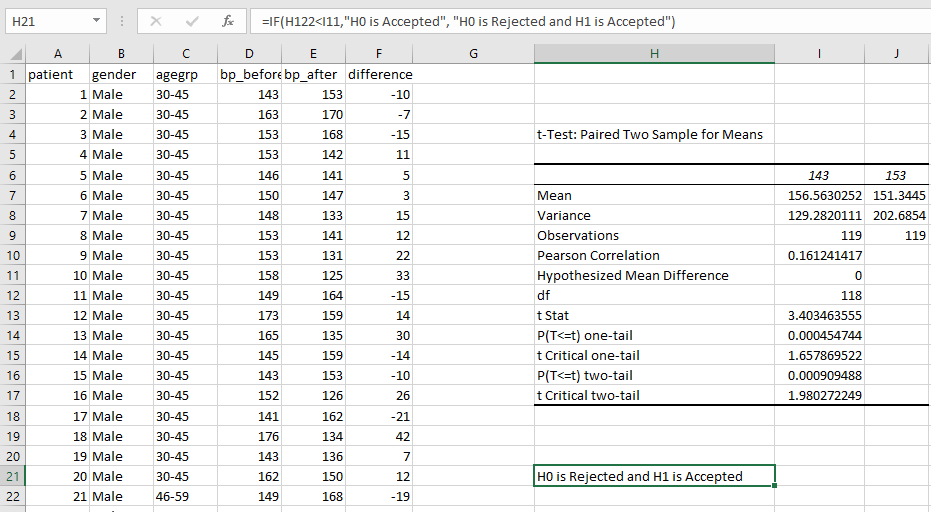 H21 fx =IF(H122<I11,"H0 is Accepted", "H0 is Rejected and H1 is Accepted")
A B C D E F G H I J
1 patient gender agegrp bp_before bp_after difference
2 1 Male 30-45 143 153 -10
3 2 Male 30-45 163 170 -7
4 3 Male 30-45 153 168 -15 t-Test: Paired Two Sample for Means
5 4 Male 30-45 153 142 11
6 5 Male 30-45 146 141 5 143 153
7 6 Male 30-45 150 147 3 Mean 156.5630252 151.3445
8 7 Male 30-45 148 133 15 Variance 129.2820111 202.6854
9 8 Male 30-45 153 141 12 Observations 119 119
10 9 Male 30-45 153 131 22 Pearson Correlation 0.161241417
11 10 Male 30-45 158 125 33 Hypothesized Mean Difference 0
12 11 Male 30-45 149 164 -15 df 118
13 12 Male 30-45 173 159 14 t Stat 3.403463555
14 13 Male 30-45 165 135 30 P(T<=t) one-tail 0.000454744
15 14 Male 30-45 145 159 -14 t Critical one-tail 1.657869522
16 15 Male 30-45 143 153 -10 P(T<=t) two-tail 0.000909488
17 16 Male 30-45 152 126 26 t Critical two-tail 1.980272249
18 17 Male 30-45 141 162 -21
19 18 Male 30-45 176 134 42
20 19 Male 30-45 143 136 7
21 20 Male 30-45 162 150 12 H0 is Rejected and H1 is Accepted
22 21 Male 46-59 149 168 -19